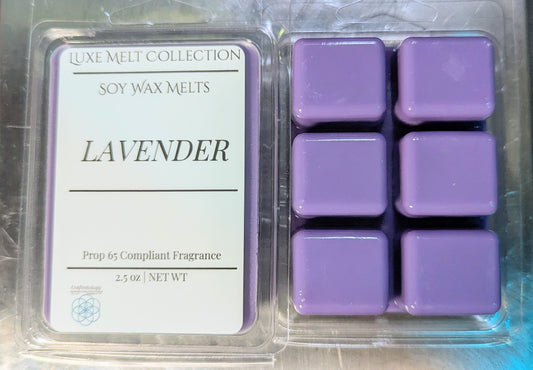 Luxe Melt Collection
Soy Wax Melts
LAVENDER
Prop 65 Compliant Fragrance
2.5 oz | NET WT